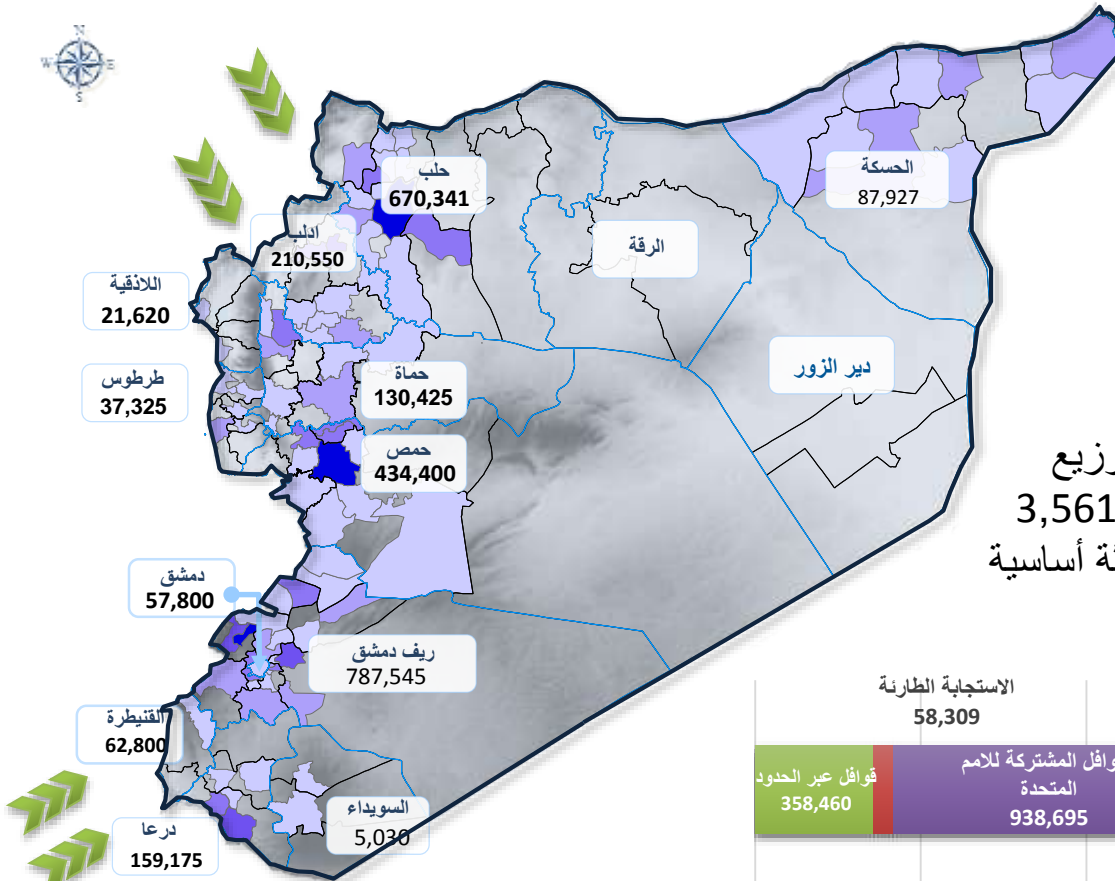 N
W E
S
حلب
670,341
الحسكة
87,927
ادلب
210,550
الرقة
اللاذقية
21,620
دير الزور
حماة
130,425
طرطوس
37,325
حمص
434,400
3,561
أساسية
دمشق
57,800
ريف دمشق
787,545
القنيطرة
62,800
السويداء
5,030
درعا
159,175
الاستجابة الطارئة
58,309
قوافل عبر الحدود
358,460
المشتركة للامم
المتحدة
938,695